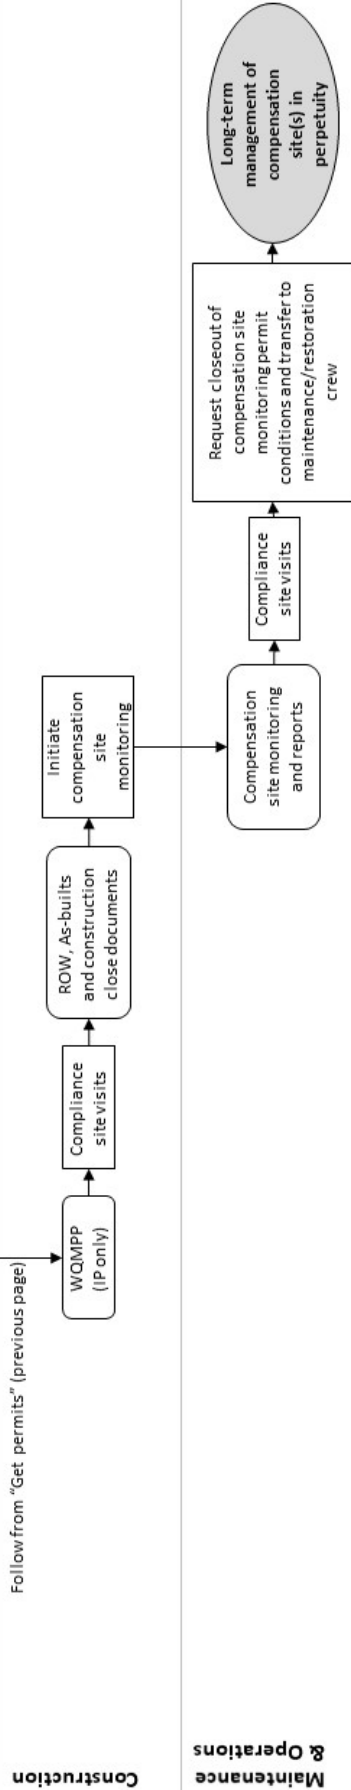 Follow from “Get permits” (previous page)
Construction
WQMPP
(IP only)
Compliance
site visits
ROW, As-builts
and construction
close documents
Initiate
compensation
site
monitoring
Maintenance
& Operations
Compensation
site monitoring
and reports
Compliance
site visits
Request closeout of
compensation site
monitoring permit
conditions and transfer to
maintenance/restoration
crew
Long-term
management of
compensation
site(s) in
perpetuity